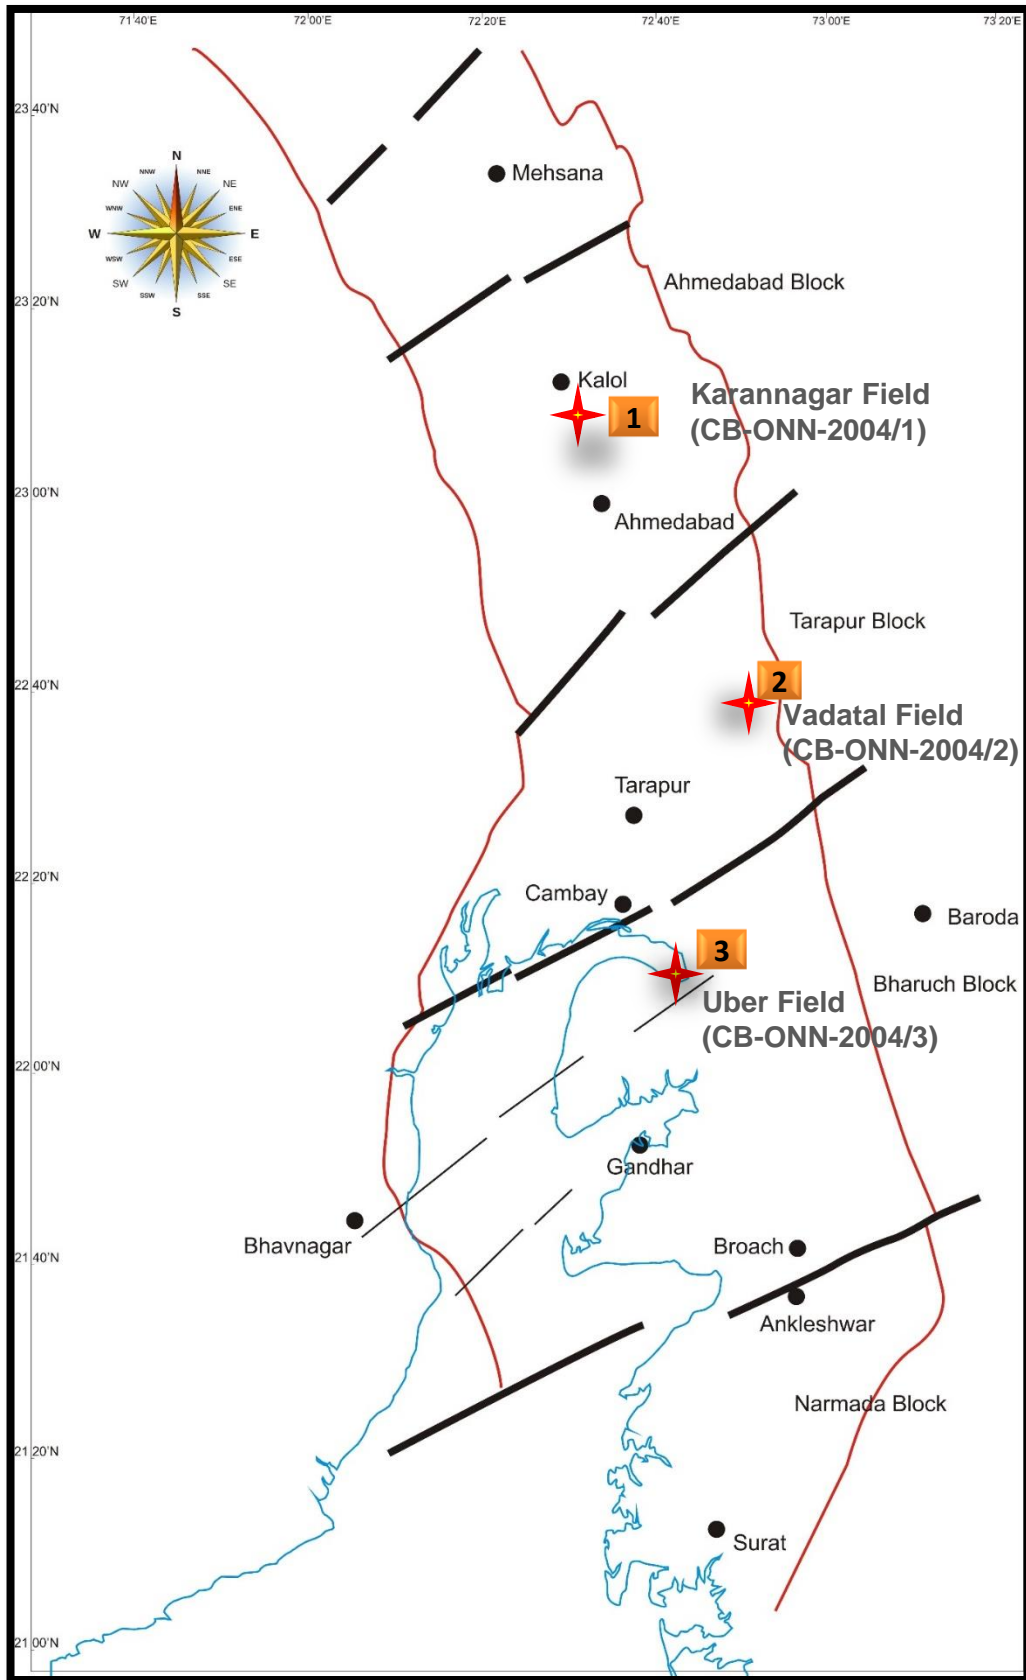 71°40'E 72°00'E 72°20'E 72°40'E 73°00'E 73°20'E
23°40'N
N
NNW NNE
NW NE
WNW ENE
W E
WSW ESE
SW SE
SSW SSE
S
Mehsana
Ahmedabad Block
23°20'N
Kalol
1
Karannagar Field
(CB-ONN-2004/1)
23°00'N
Ahmedabad
Tarapur Block
22°40'N
2
Vadatal Field
(CB-ONN-2004/2)
Tarapur
22°20'N
Cambay
Baroda
3
Bharuch Block
Uber Field
(CB-ONN-2004/3)
22°00'N
Gandhar
Bhavnagar
21°40'N
Broach
Ankleshwar
Narmada Block
21°20'N
Surat
21°00'N